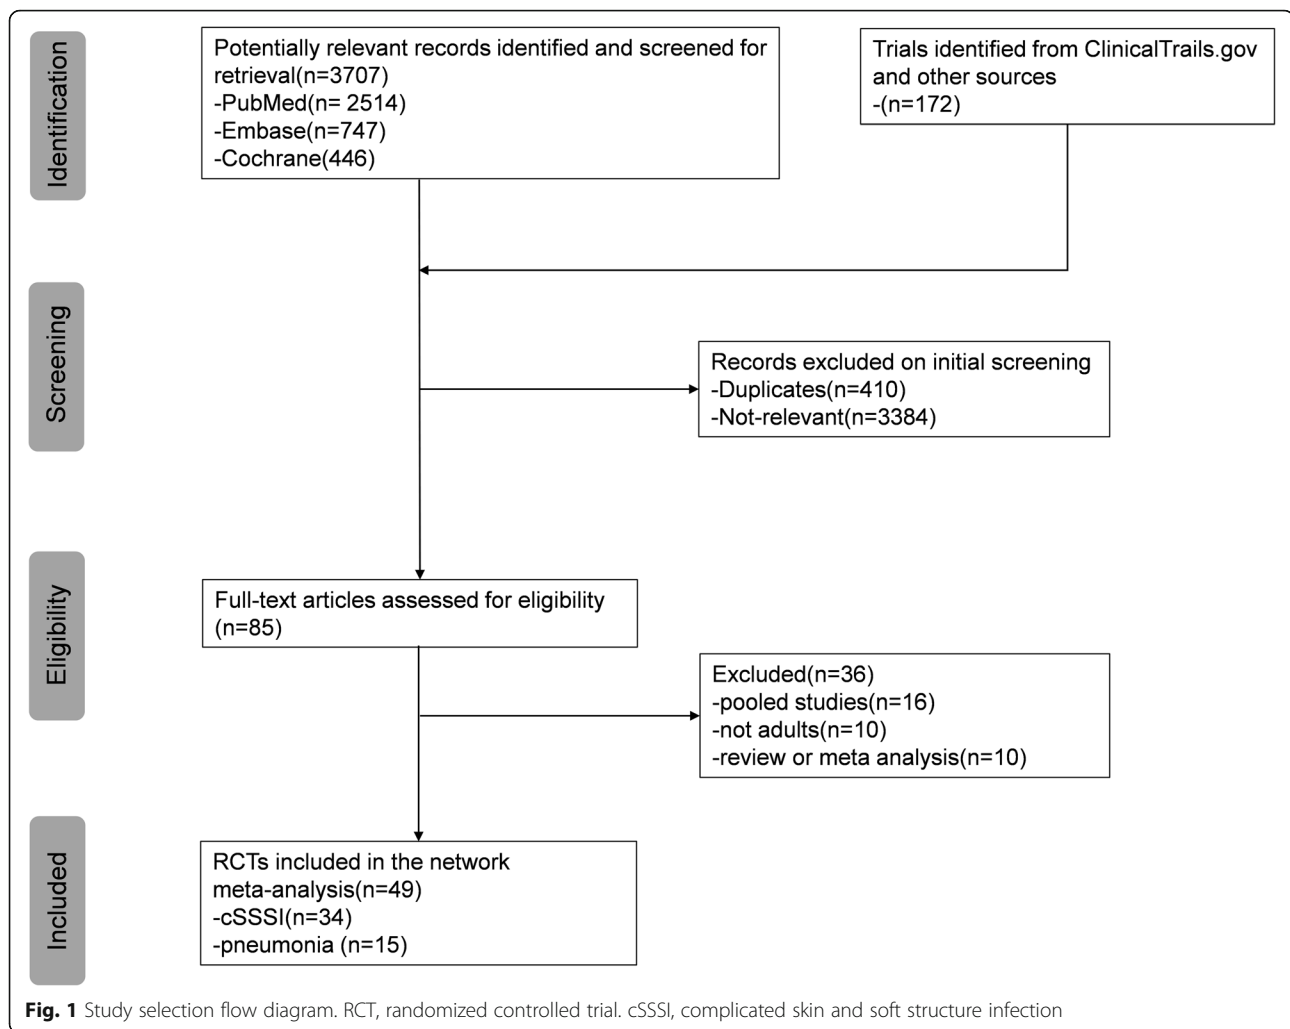 Identification
Potentially relevant records identified and screened for
retrieval(n=3707)
-PubMed(n= 2514)
-Embase(n=747)
-Cochrane(446)
Trials identified from ClinicalTrails.gov
and other sources
-(n=172)
Screening
Records excluded on initial screening
-Duplicates(n=410)
-Not-relevant(n=3384)
Eligibility
Full-text articles assessed for eligibility
(n=85)
Excluded(n=36)
-pooled studies(n=16)
-not adults(n=10)
-review or meta analysis(n=10)
Included
RCTs included in the network
meta-analysis(n=49)
-cSSSI(n=34)
-pneumonia (n=15)
Fig. 1 Study selection flow diagram. RCT, randomized controlled trial. cSSSI, complicated skin and soft structure infection